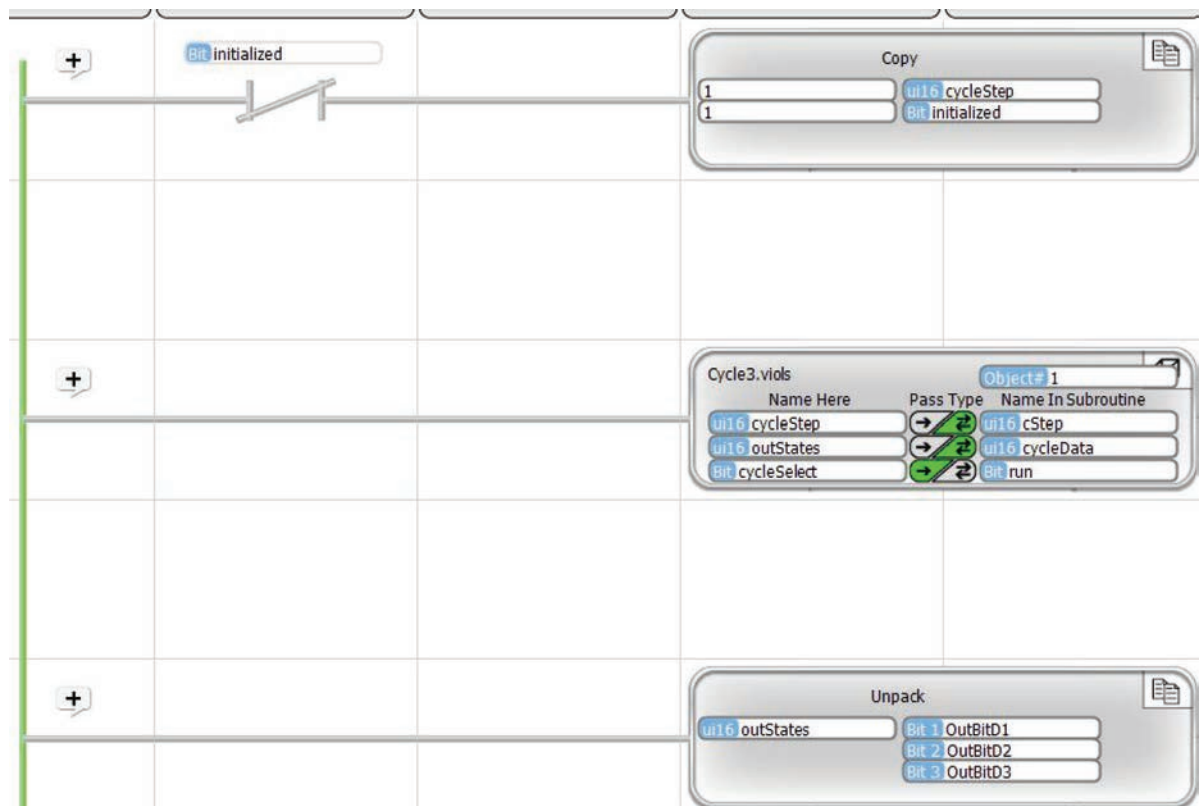 +
Bit initialized
Copy
1 ui16 cycleStep
1 Bit initialized
+
Cycle3.viols Object# 1
Name Here Pass Type Name In Subroutine
ui16 cycleStep ui16 cStep
ui16 outStates ui16 cycleData
Bit cycleSelect Bit run
+
Unpack
ui16 outStates Bit 1 OutBitD1
Bit 2 OutBitD2
Bit 3 OutBitD3